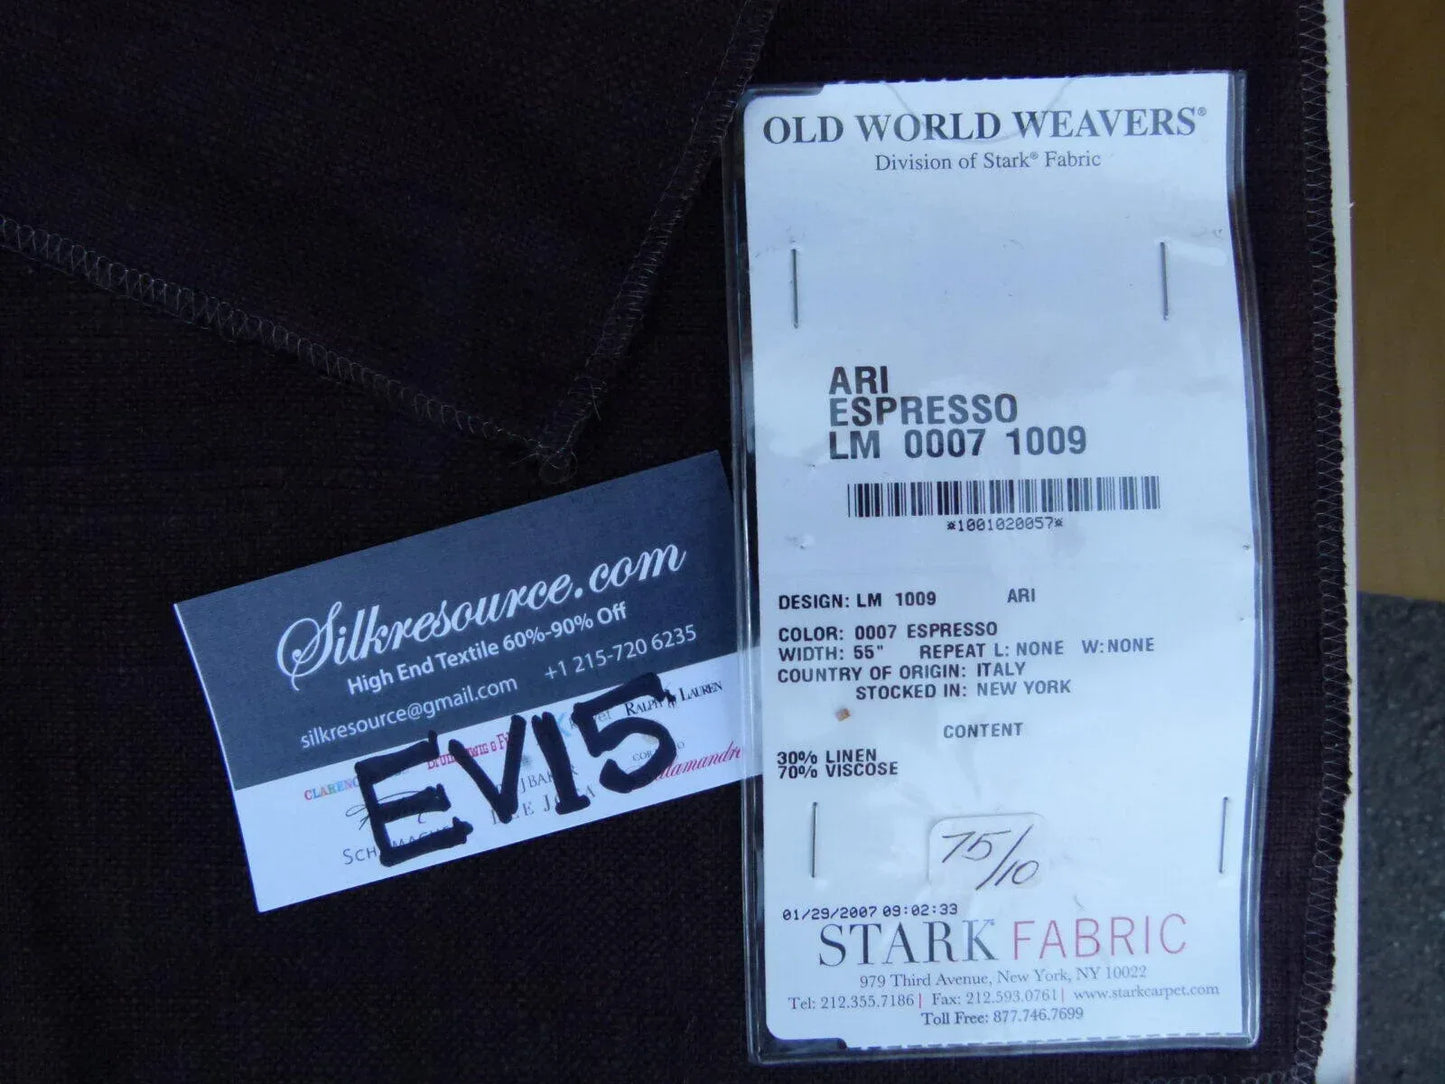 OLD WORLD WEAVERS®
Division of Stark® Fabric
ARI
ESPRESSO
LM 0007 1009
*1001020057*
DESIGN: LM 1009 ARI
COLOR: 0007 ESPRESSO
WIDTH: 55" REPEAT L: NONE W: NONE
COUNTRY OF ORIGIN: ITALY
STOCKED IN: NEW YORK
CONTENT
30% LINEN
70% VISCOSE
75/10
01/29/2007 09:02:33
STARK FABRIC
979 Third Avenue, New York, NY 10022
Tel: 212.355.7186 | Fax: 212.593.0761 | www.starkcarpet.com
Toll Free: 877.746.7699
Silkresource.com
High End Textile 60%-90% Off
silkresource@gmail.com +1 215-720 6235
EV15
RALPH LAUREN